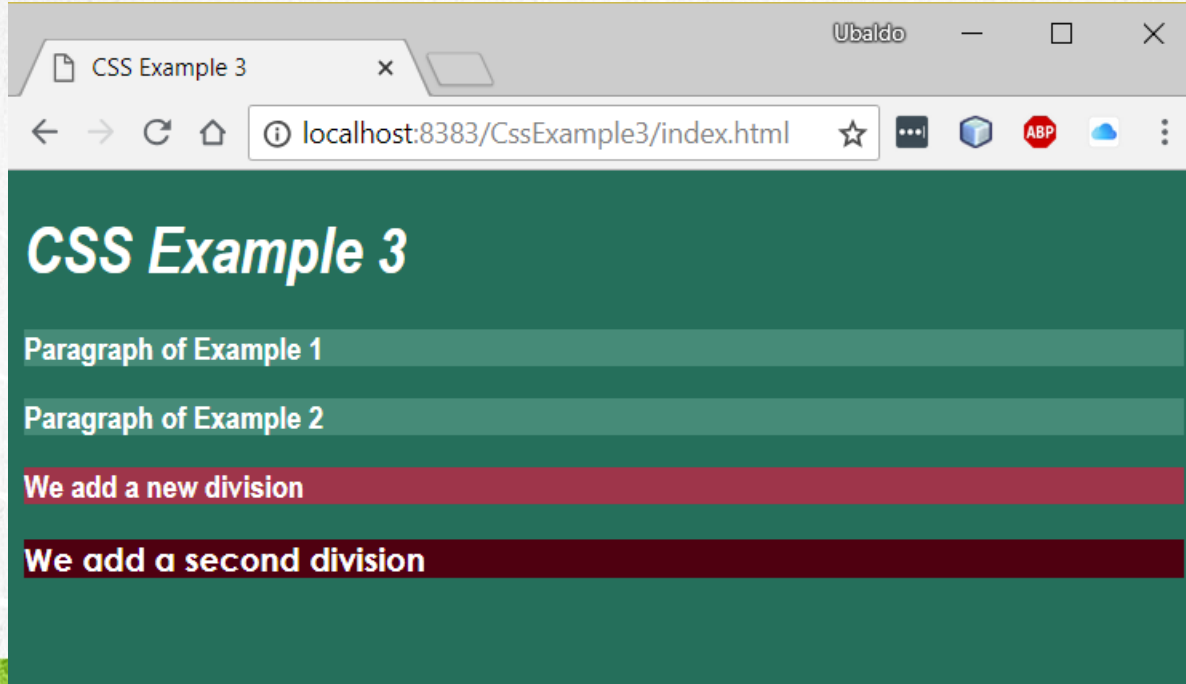 Ubaldo
CSS Example 3
localhost:8383/CssExample3/index.html
ABP
CSS Example 3
Paragraph of Example 1
Paragraph of Example 2
We add a new division
We add a second division